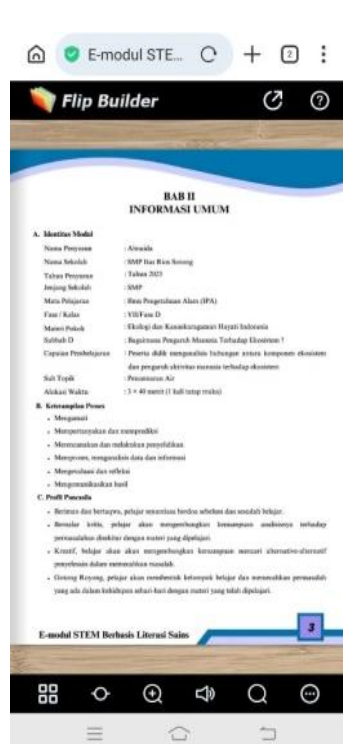 E-modul STE...
2
Flip Builder
BAB II
INFORMASI UMUM
A. Identitas Modul
Nama Penyusun : Almaida
Nama Sekolah : SMP Itas Rion Sorong
Tahun Penyusun : Tahun 2023
Jenjang Sekolah : SMP
Mata Pelajaran : Ilmu Pengetahuan Alam (IPA)
Fase / Kelas : VII/Fase D
Materi Pokok : Ekologi dan Keanekaragaman Hayati Indonesia
Subbab D : Bagaimana Pengaruh Manusia Terhadap Ekosistem ?
Capaian Pembelajaran : Peserta didik menganalisis hubungan antara komponen ekosistem
dan pengaruh aktivitas manusia terhadap ekosistem
Sub Topik : Pencemaran Air
Alokasi Waktu : 3 × 40 menit (1 kali tatap muka)
B. Keterampilan Proses
• Mengamati
• Mempertanyakan dan memprediksi
• Merencanakan dan melakukan penyelidikan
• Memproses, menganalisis data dan informasi
• Mengevaluasi dan refleksi
• Mengomunikasikan hasil
C. Profil Pancasila
• Beriman dan bertaqwa, pelajar senantiasa berdoa sebelum dan sesudah belajar.
• Bernalar kritis, pelajar akan mengembangkan kemampuan analisisnya terhadap
permasalahan disekitar dengan materi yang dipelajari.
• Kreatif, belajar akan akan mengembangkan kemampuan mencari alternative-alternatif
penyelesaian dalam memecahkan masalah.
• Gotong Royong, pelajar akan membentuk kelompok belajar dan memecahkan permasalah
yang ada dalam kehidupan sehari-hari dengan materi yang telah dipelajari.
E-modul STEM Berbasis Literasi Sains
3